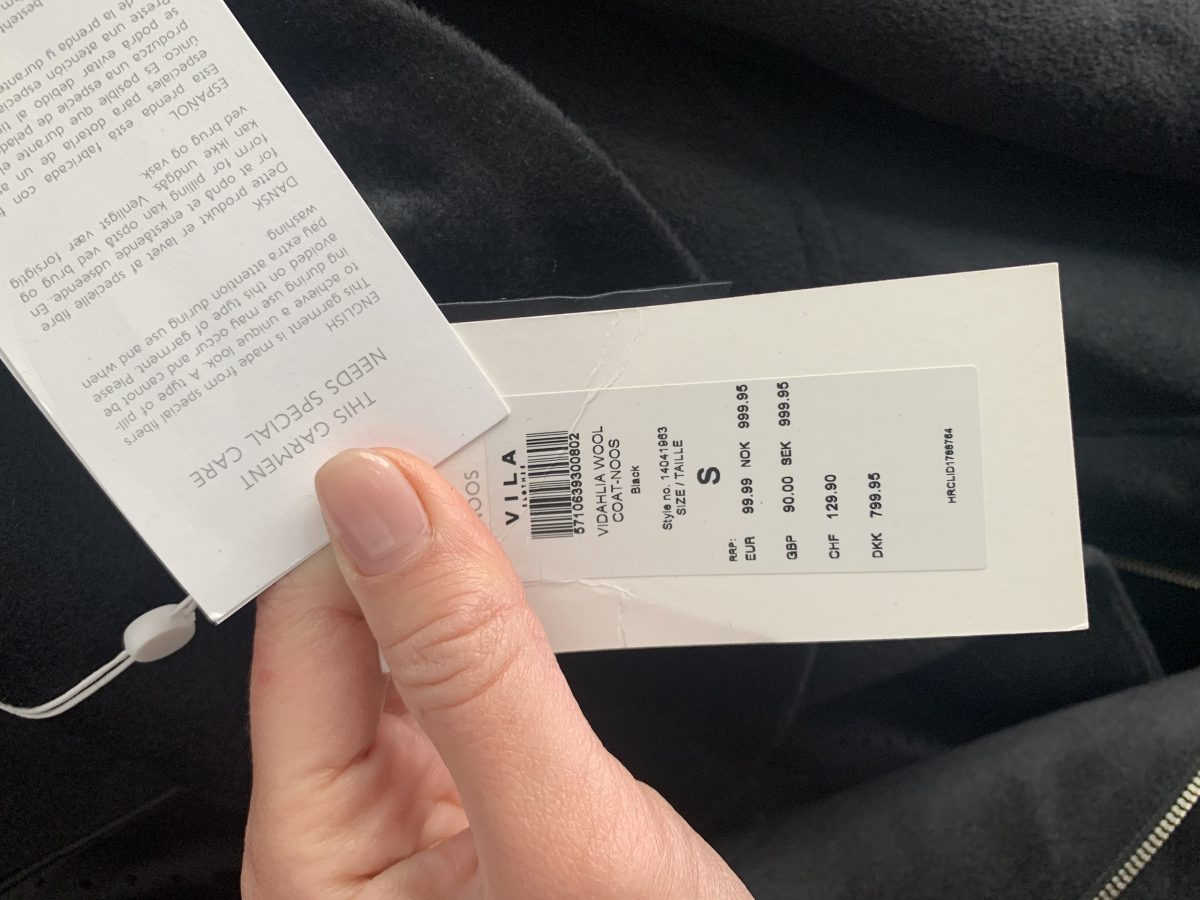 THIS GARMENT
NEEDS SPECIAL CARE
ENGLISH
This garment is made from special fibers
to achieve a unique look. A type of pill-
ing during use may occur and cannot be
avoided on this type of garment. Please
pay extra attention during use and when
washing
DANSK
Dette produkt er lavet af specielle fibre
for at opnå et enestående udseende. En
form for pilling kan opstå ved brug og
kan ikke undgås. Venligst vær forsigtig
ved brug og vask
ESPAÑOL
Esta prenda está fabricada con
especiales para dotarla de un
único. Es posible que durante
produzca una especie de
se podrá evitar debido al
Preste una atención
de la prenda y durante
NOOS
VILA
CLOTHES
5710639300802
VIDAHLIA WOOL
COAT-NOOS
Black
Style no. 14041963
SIZE / TAILLE
S
RRP:
EUR 99.99 NOK 999.95
GBP 90.00 SEK 999.95
CHF 129.90
DKK 799.95
HRCLID1788764